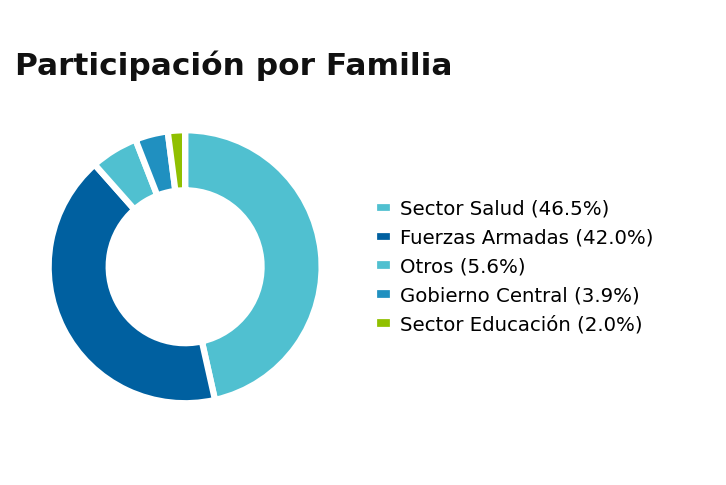 Participación por Familia
Sector Salud (46.5%)
Fuerzas Armadas (42.0%)
Otros (5.6%)
Gobierno Central (3.9%)
Sector Educación (2.0%)